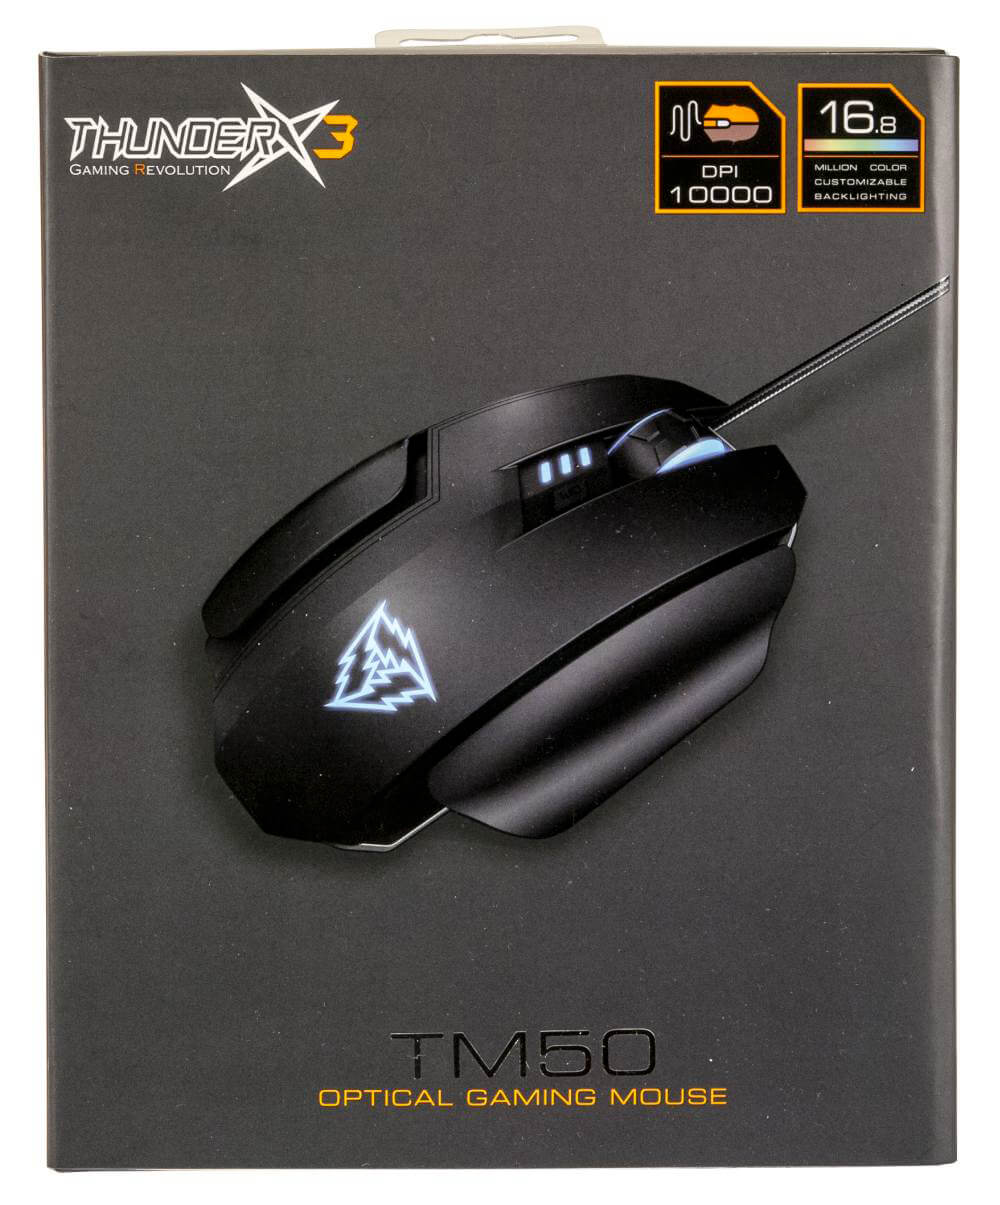 THUNDERX3
GAMING REVOLUTION
DPI
10000
16.8
MILLION COLOR
CUSTOMIZABLE
BACKLIGHTING
TM50
OPTICAL GAMING MOUSE